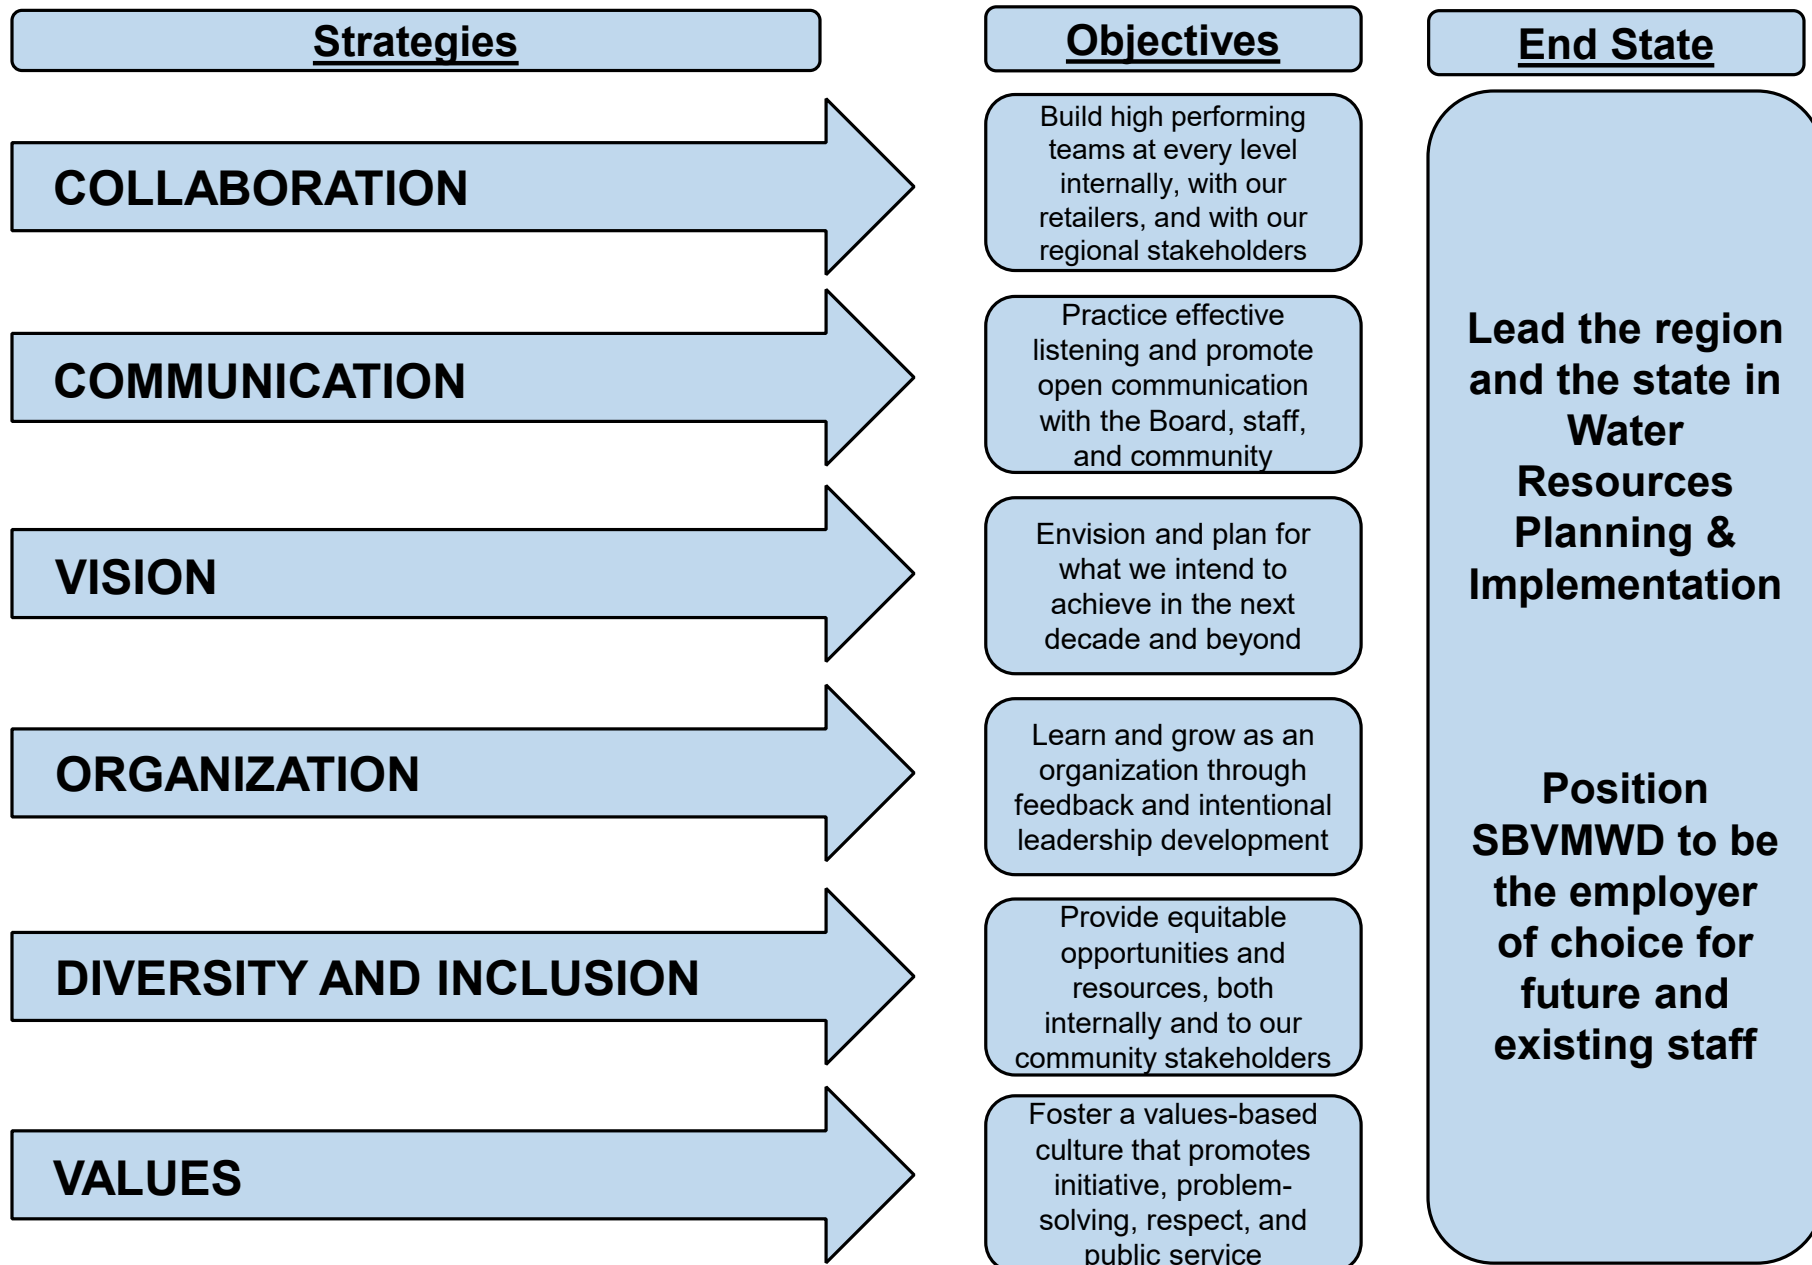 Strategies
Objectives
End State
COLLABORATION
Build high performing
teams at every level
internally, with our
retailers, and with our
regional stakeholders
COMMUNICATION
Practice effective
listening and promote
open communication
with the Board, staff,
and community
VISION
Envision and plan for
what we intend to
achieve in the next
decade and beyond
ORGANIZATION
Learn and grow as an
organization through
feedback and intentional
leadership development
DIVERSITY AND INCLUSION
Provide equitable
opportunities and
resources, both
internally and to our
community stakeholders
VALUES
Foster a values-based
culture that promotes
initiative, problem-
solving, respect, and
public service
Lead the region
and the state in
Water
Resources
Planning &
Implementation
Position
SBVMWD to be
the employer
of choice for
future and
existing staff